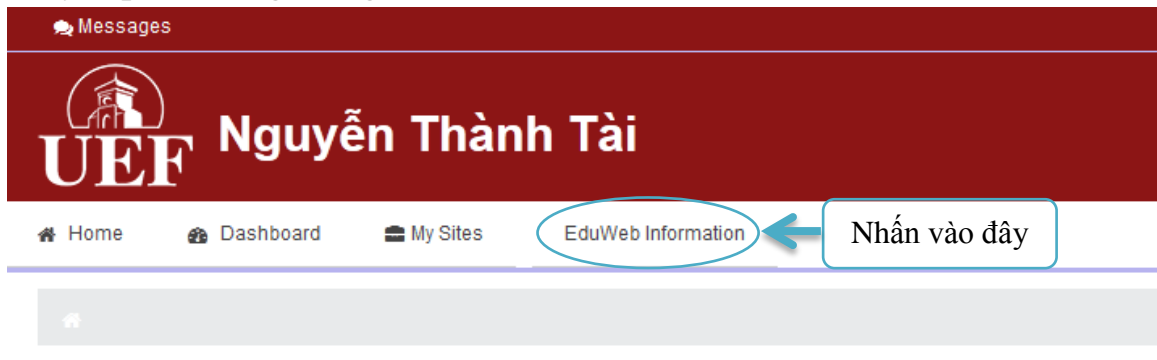 Messages
UEF Nguyễn Thành Tài
Home Dashboard My Sites EduWeb Information Nhấn vào đây